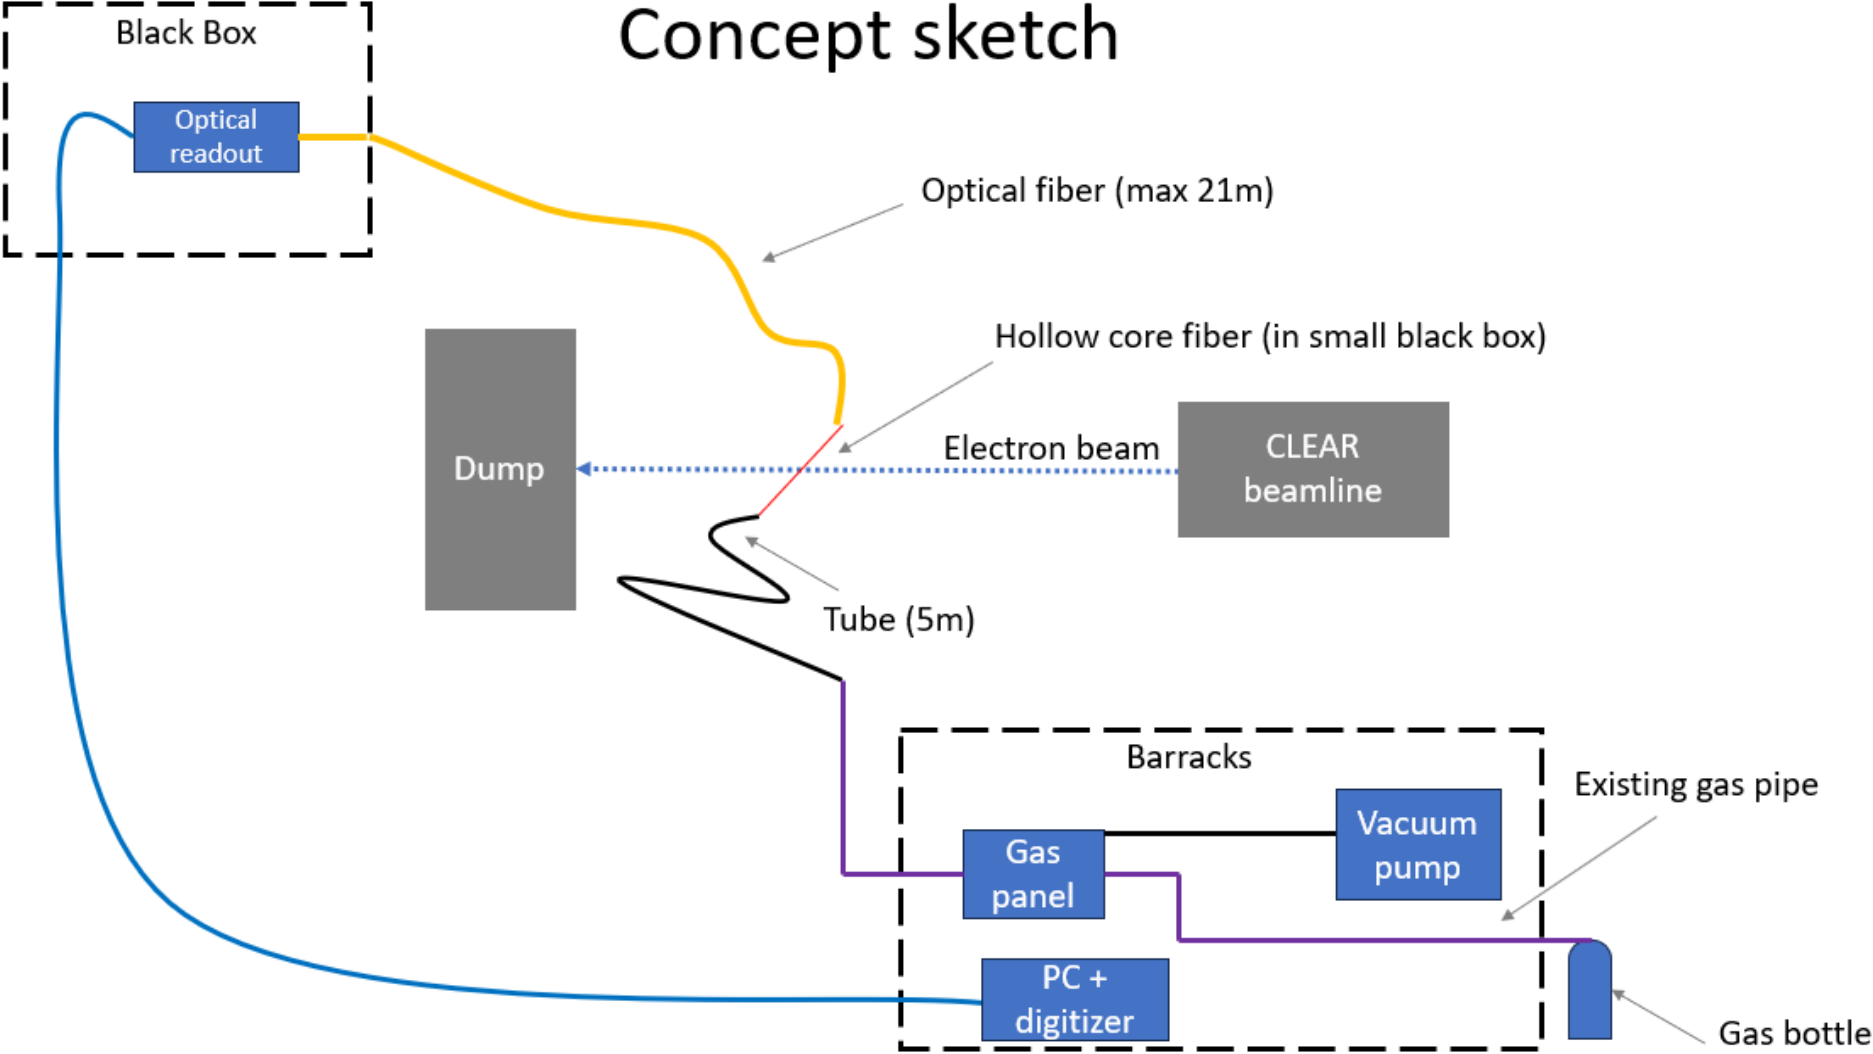 Concept sketch
Black Box
Optical
readout
Optical fiber (max 21m)
Hollow core fiber (in small black box)
Dump
Electron beam
CLEAR
beamline
Tube (5m)
Barracks
Existing gas pipe
Vacuum
pump
Gas
panel
PC +
digitizer
Gas bottle